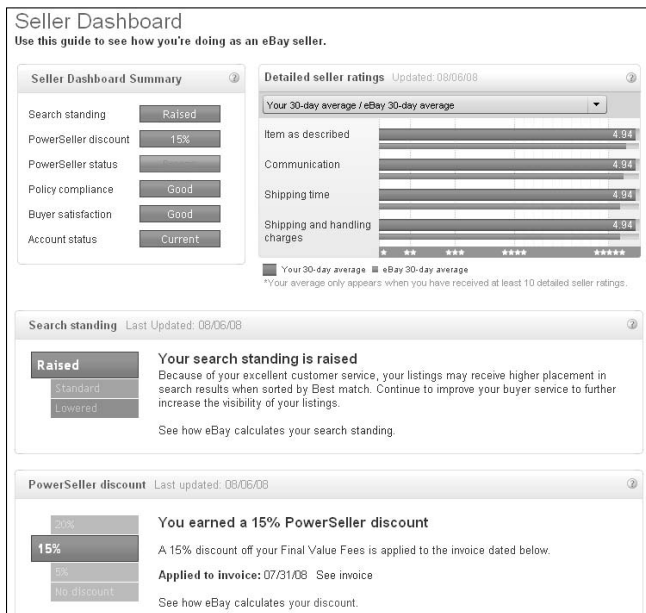 Seller Dashboard
Use this guide to see how you're doing as an eBay seller.
Seller Dashboard Summary
Search standing Raised
PowerSeller discount 15%
PowerSeller status
Policy compliance Good
Buyer satisfaction Good
Account status Current
Detailed seller ratings Updated: 08/06/08
Your 30-day average / eBay 30-day average
Item as described 4.94
Communication 4.94
Shipping time 4.94
Shipping and handling
charges 4.94
Your 30-day average eBay 30-day average
*Your average only appears when you have received at least 10 detailed seller ratings.
Search standing Last Updated: 08/06/08
Raised
Standard
Lowered
Your search standing is raised
Because of your excellent customer service, your listings may receive higher placement in
search results when sorted by Best match. Continue to improve your buyer service to further
increase the visibility of your listings.
See how eBay calculates your search standing.
PowerSeller discount Last updated: 08/06/08
20%
15%
5%
No discount
You earned a 15% PowerSeller discount
A 15% discount off your Final Value Fees is applied to the invoice dated below.
Applied to invoice: 07/31/08 See invoice
See how eBay calculates your discount.